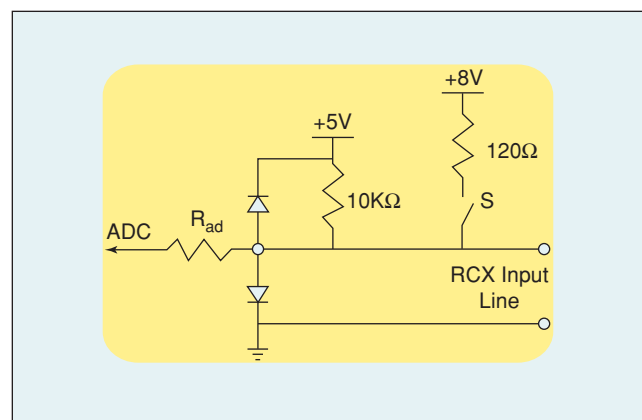 +8V
+5V
120Ω
10KΩ
S
ADC
R_ad
RCX Input
Line